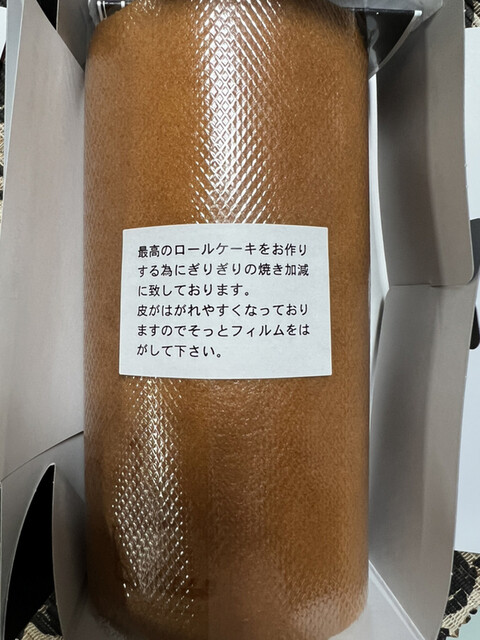 最高のロールケーキをお作り
する為にぎりぎりの焼き加減
に致しております。
皮がはがれやすくなっており
ますのでそっとフィルムをは
がして下さい。